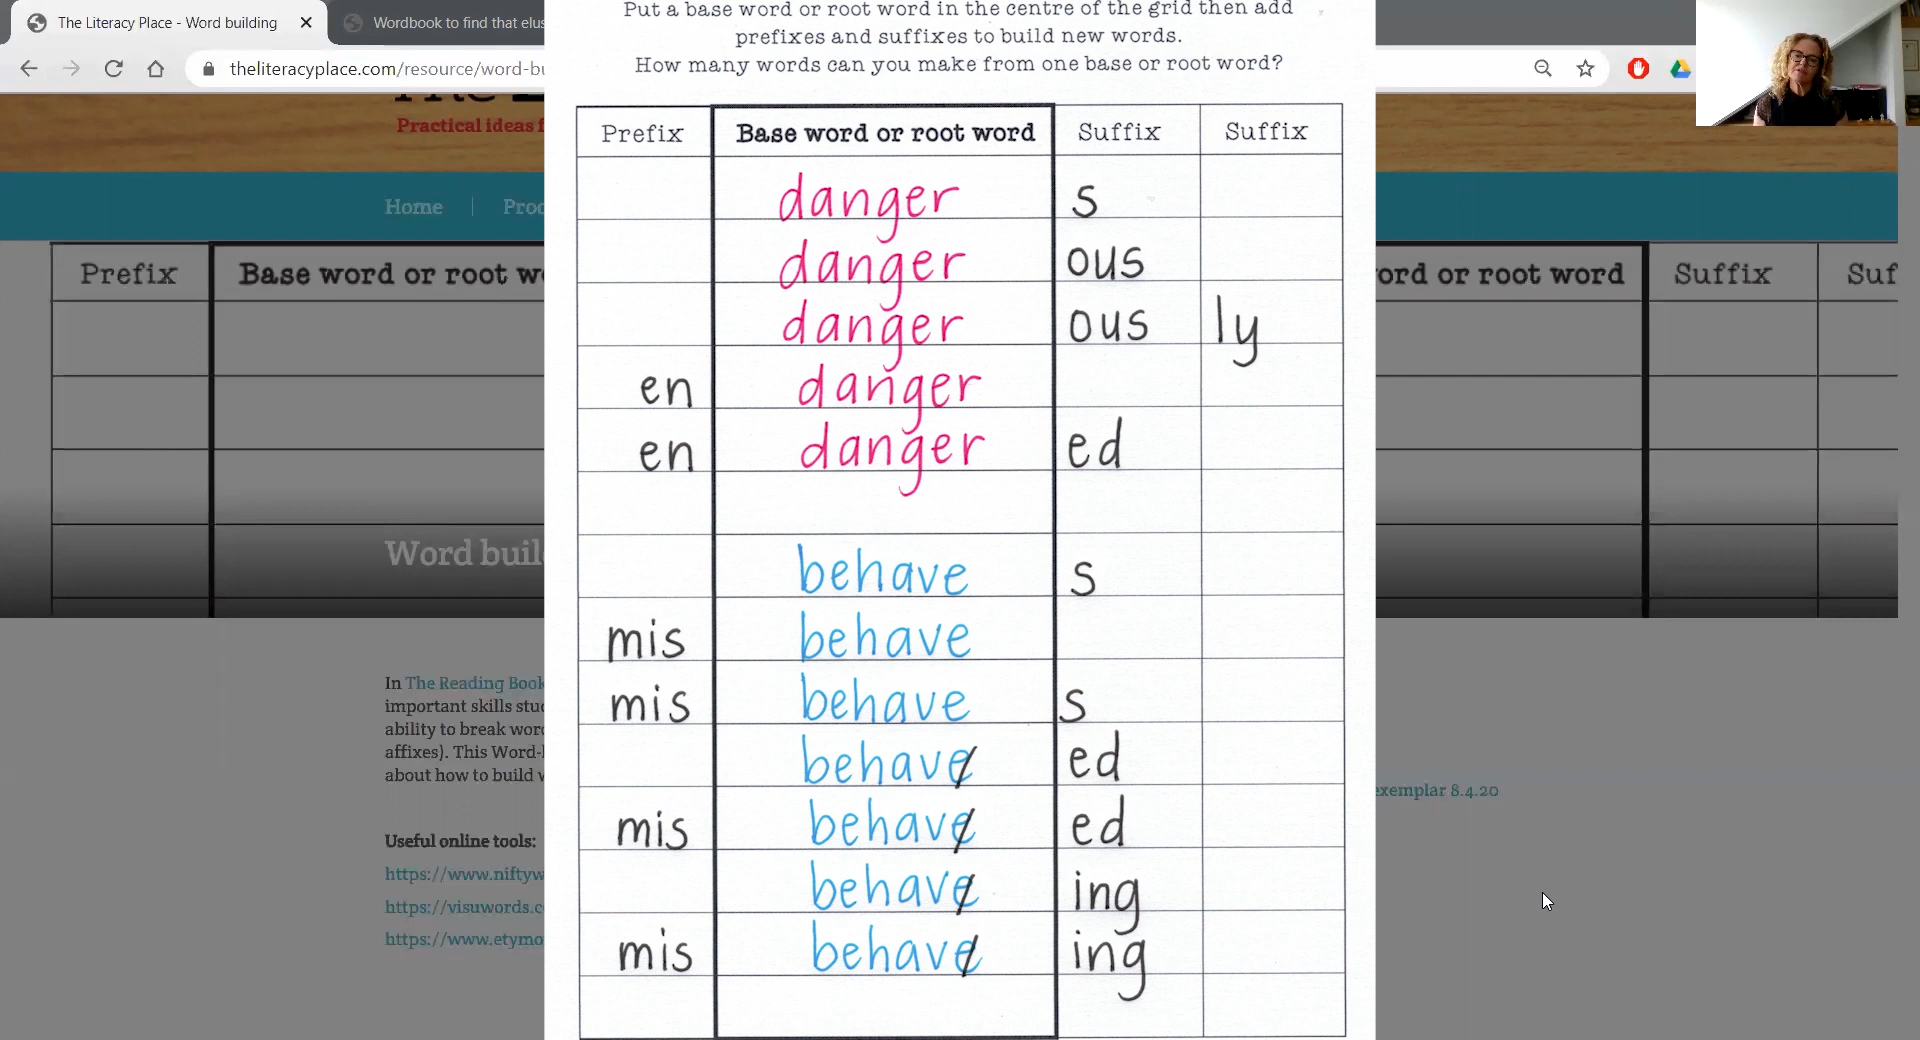 The Literacy Place - Word building
Wordbook to find that elus
theliteracyplace.com/resource/word-bu
Practical ideas f
Home
Proc
Prefix Base word or root w
ord or root word Suffix Suf
Word buil
In The Reading Book
important skills stu
ability to break wor
affixes). This Word-
about how to build w
Useful online tools:
https://www.niftyw
https://visuwords.c
https://www.etymo
exemplar 8.4.20
Put a base word or root word in the centre of the grid then add
prefixes and suffixes to build new words.
How many words can you make from one base or root word?
Prefix Base word or root word Suffix Suffix
danger s
danger ous
danger ous ly
en danger
en danger ed
behave s
mis behave
mis behave s
behave ed
mis behave ed
behave ing
mis behave ing